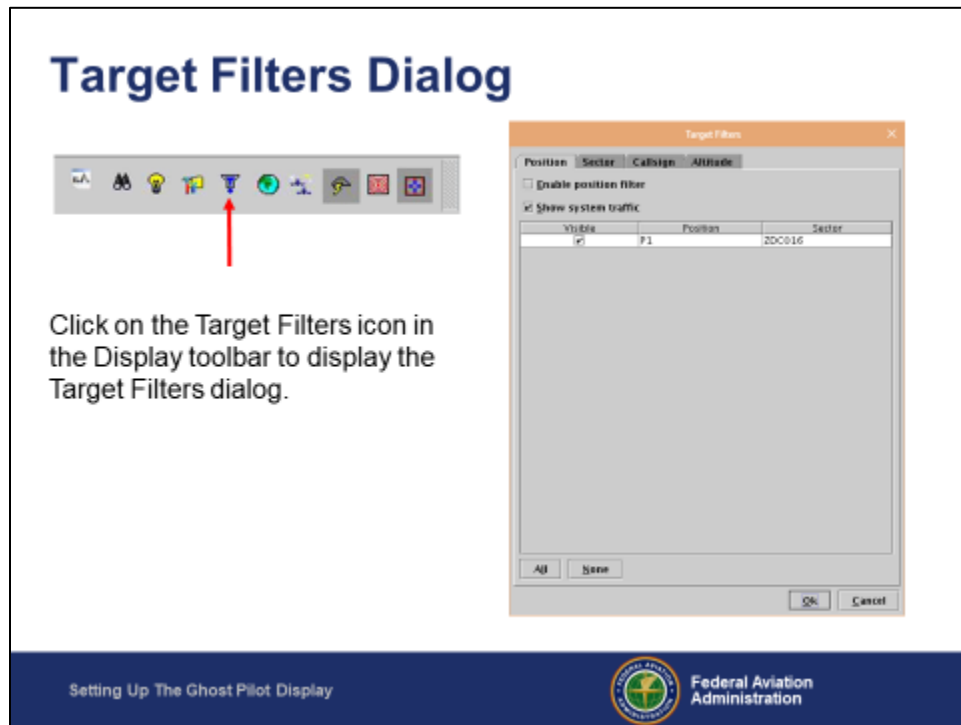 Target Filters Dialog
Target Filters
Position Sector Callsign Altitude
Enable position filter
Show system traffic
Visible Position Sector
P1 ZDC016
All None
Ok Cancel
Click on the Target Filters icon in
the Display toolbar to display the
Target Filters dialog.
Setting Up The Ghost Pilot Display
Federal Aviation
Administration